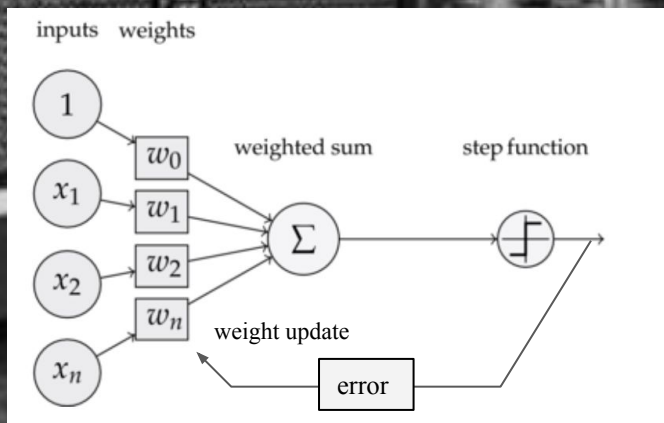 inputs weights
1
w₀
weighted sum
step function
x₁
w₁
Σ
x₂
w₂
wₙ
weight update
xₙ
error